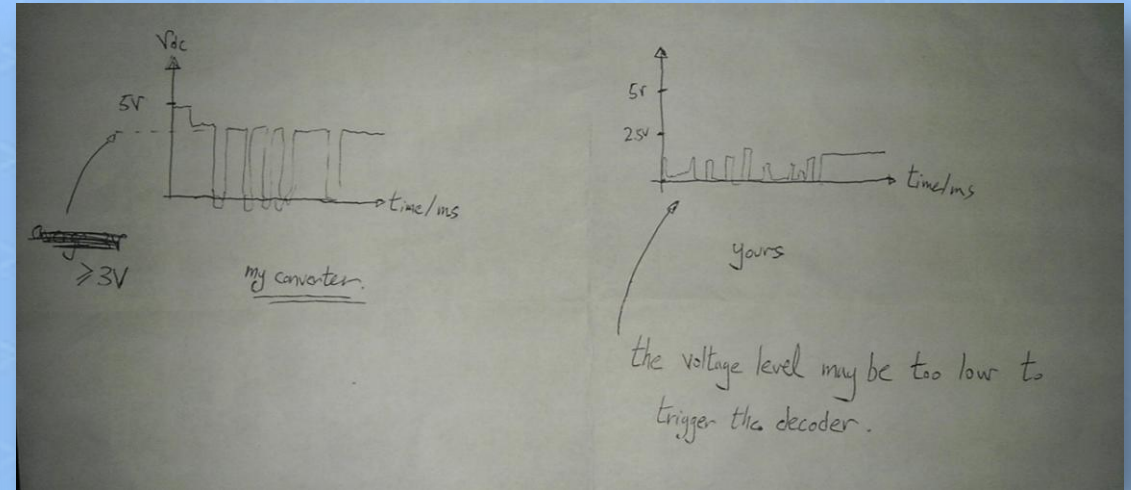 Vdc
5V
time/ms
≥3V
my converter.
5V
2.5V
time/ms
yours
the voltage level may be too low to
trigger the decoder.